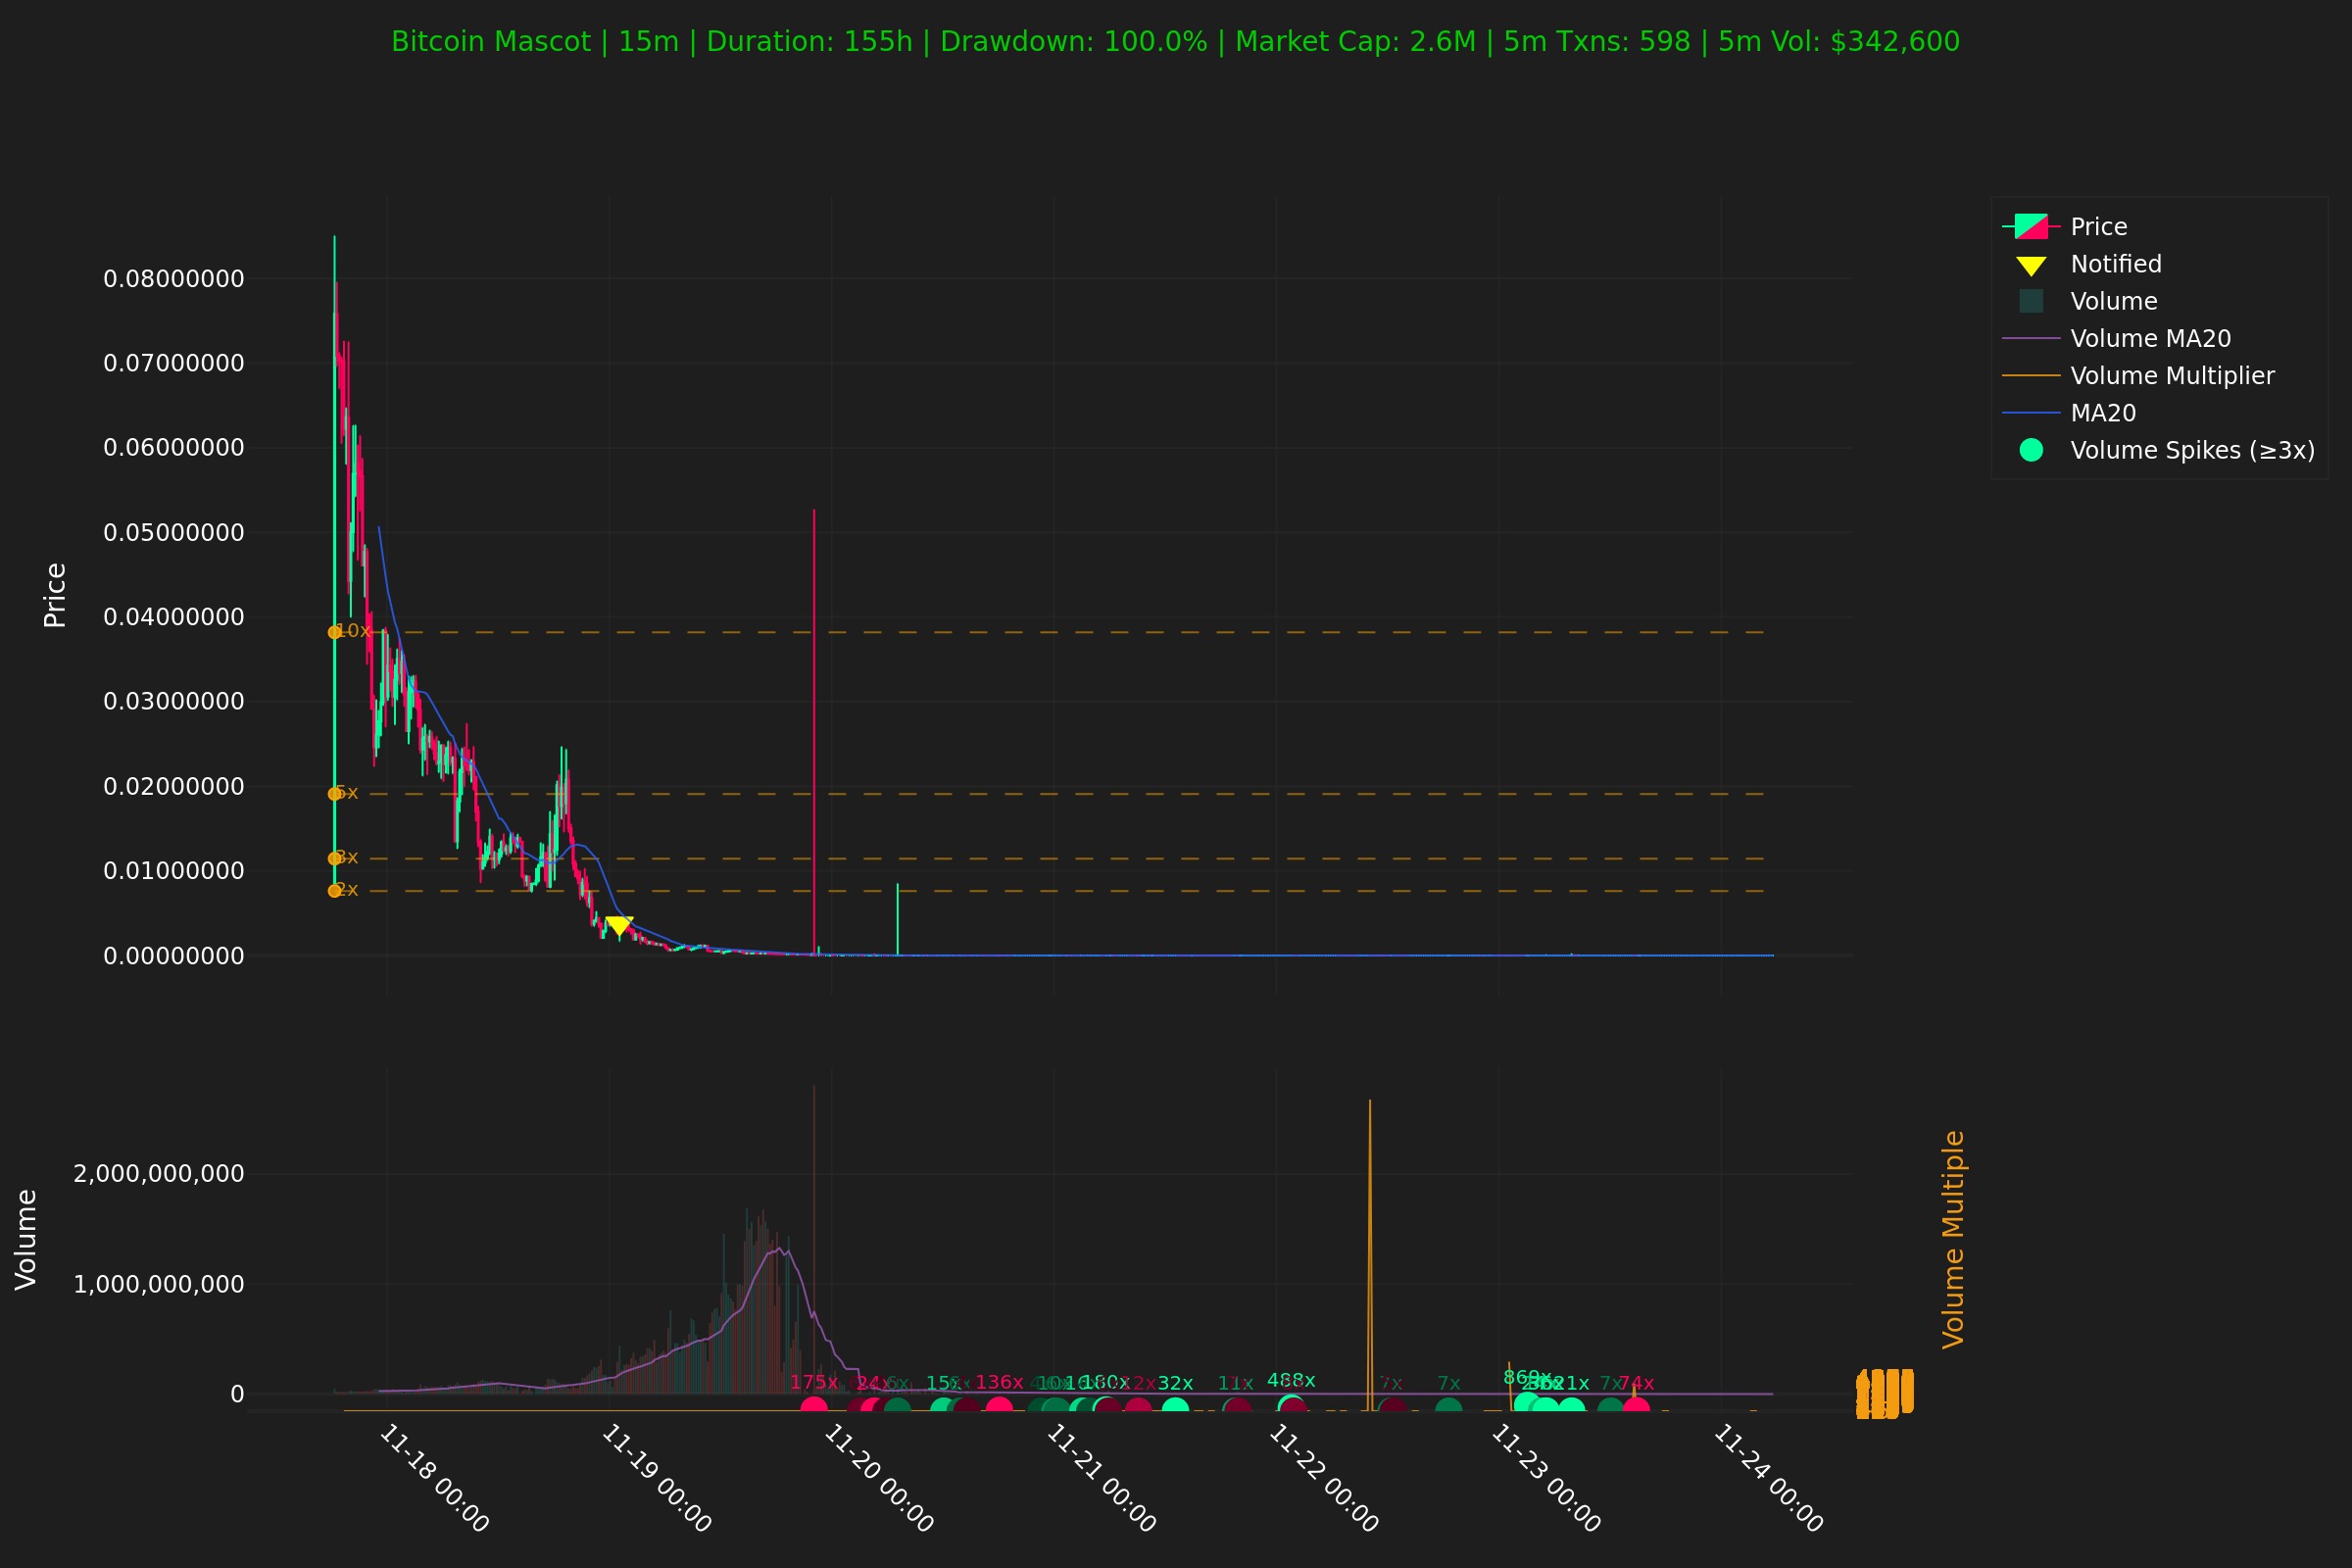 Bitcoin Mascot | 15m | Duration: 155h | Drawdown: 100.0% | Market Cap: 2.6M | 5m Txns: 598 | 5m Vol: $342,600
Price
Notified
Volume
Volume MA20
Volume Multiplier
MA20
Volume Spikes (≥3x)
Price
0.08000000
0.07000000
0.06000000
0.05000000
0.04000000
0.03000000
0.02000000
0.01000000
0.00000000
10x
5x
3x
2x
Volume
2,000,000,000
1,000,000,000
0
Volume Multiple
175x
24x
6x
15x
136x
10x
180x
12x
32x
11x
488x
7x
7x
869x
21x
7x
74x
11-18 00:00
11-19 00:00
11-20 00:00
11-21 00:00
11-22 00:00
11-23 00:00
11-24 00:00